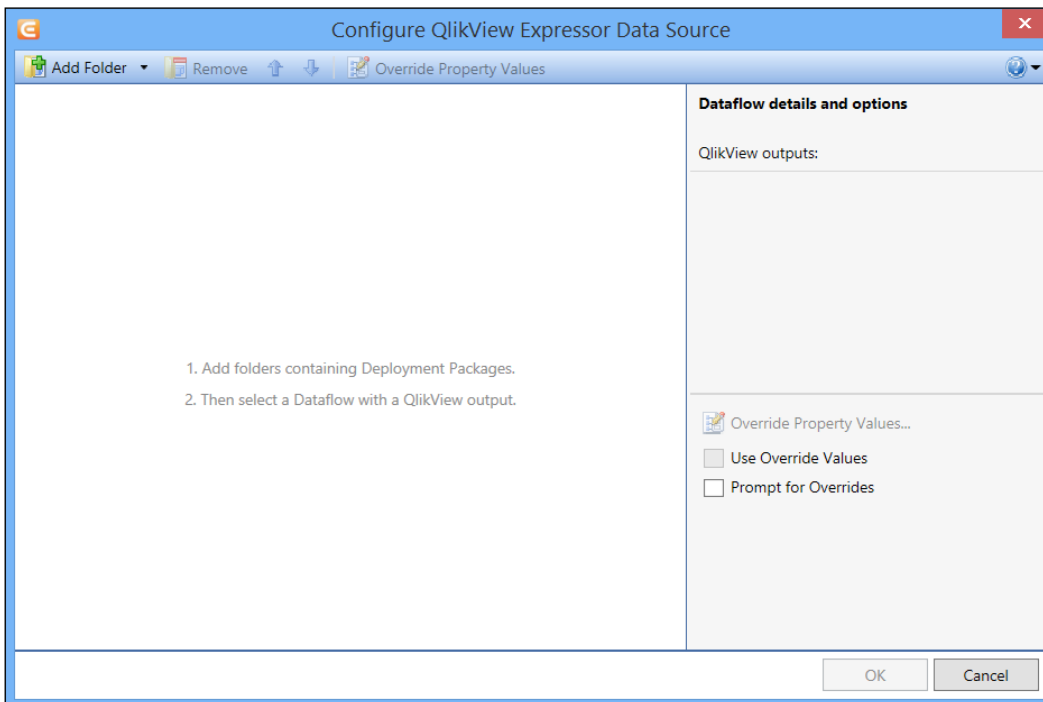 Configure QlikView Expressor Data Source
Add Folder Remove Override Property Values
Dataflow details and options
QlikView outputs:
1. Add folders containing Deployment Packages.
2. Then select a Dataflow with a QlikView output.
Override Property Values...
Use Override Values
Prompt for Overrides
OK Cancel